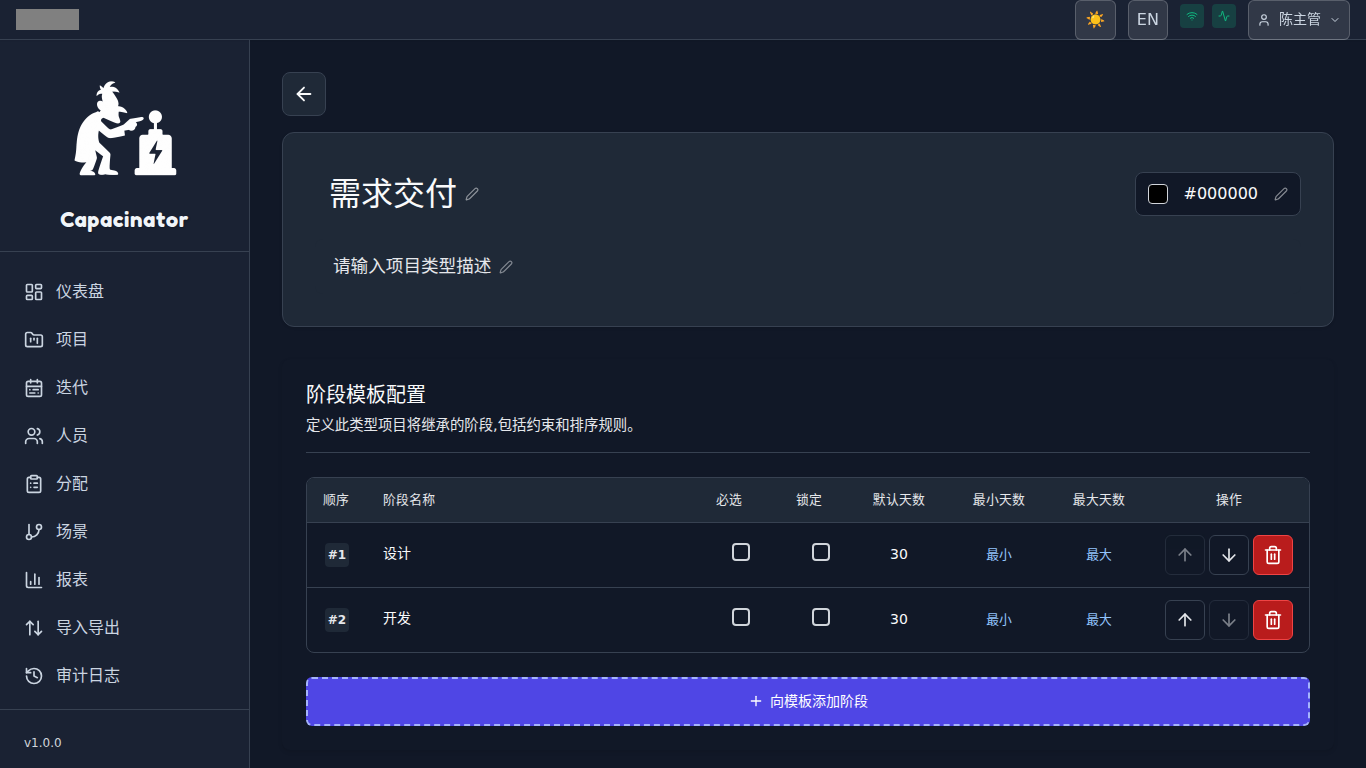 EN
陈主管
Capacinator
仪表盘
项目
迭代
人员
分配
场景
报表
导入导出
审计日志
v1.0.0
需求交付
#000000
请输入项目类型描述
阶段模板配置
定义此类型项目将继承的阶段,包括约束和排序规则。
顺序 阶段名称 必选 锁定 默认天数 最小天数 最大天数 操作
#1 设计 30 最小 最大
#2 开发 30 最小 最大
向模板添加阶段